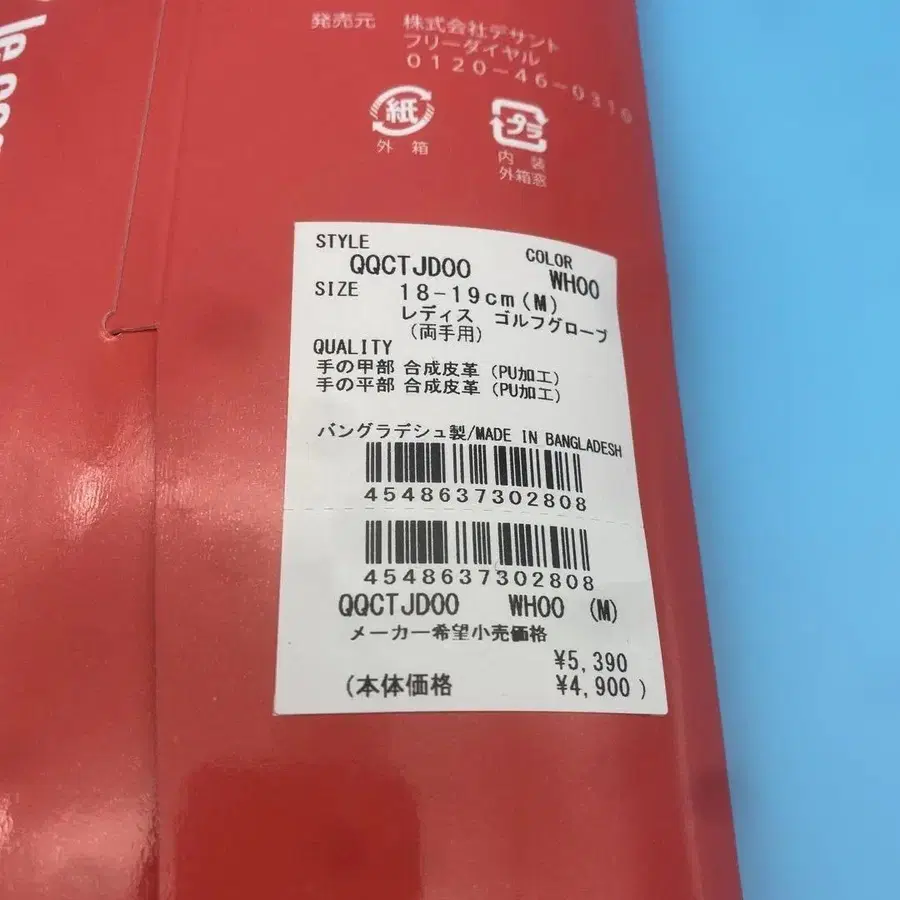 le co
発売元 株式会社デサント
フリーダイヤル
0120-46-0310
紙
外 箱
プラ
内 装
外箱窓
STYLE COLOR
QQCTJD00 WH00
SIZE 18-19cm(M)
レディス ゴルフグローブ
(両手用)
QUALITY
手の甲部 合成皮革 (PU加工)
手の平部 合成皮革 (PU加工)
バングラデシュ製/MADE IN BANGLADESH
4548637302808
4548637302808
QQCTJD00 WH00 (M)
メーカー希望小売価格
¥5,390
(本体価格 ¥4,900)